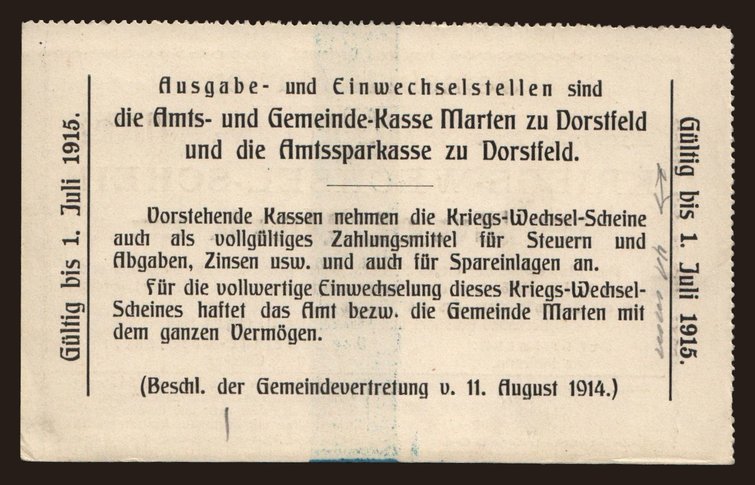 Ausgabe- und Einwechselstellen sind
die Amts- und Gemeinde-Kasse Marten zu Dorstfeld
und die Amtssparkasse zu Dorstfeld.
Vorstehende Kassen nehmen die Kriegs-Wechsel-Scheine
auch als vollgültiges Zahlungsmittel für Steuern und
Abgaben, Zinsen usw. und auch für Spareinlagen an.
Für die vollwertige Einwechselung dieses Kriegs-Wechsel-
Scheines haftet das Amt bezw. die Gemeinde Marten mit
dem ganzen Vermögen.
(Beschl. der Gemeindevertretung v. 11. August 1914.)
Gültig bis 1. Juli 1915.
Gültig bis 1. Juli 1915.